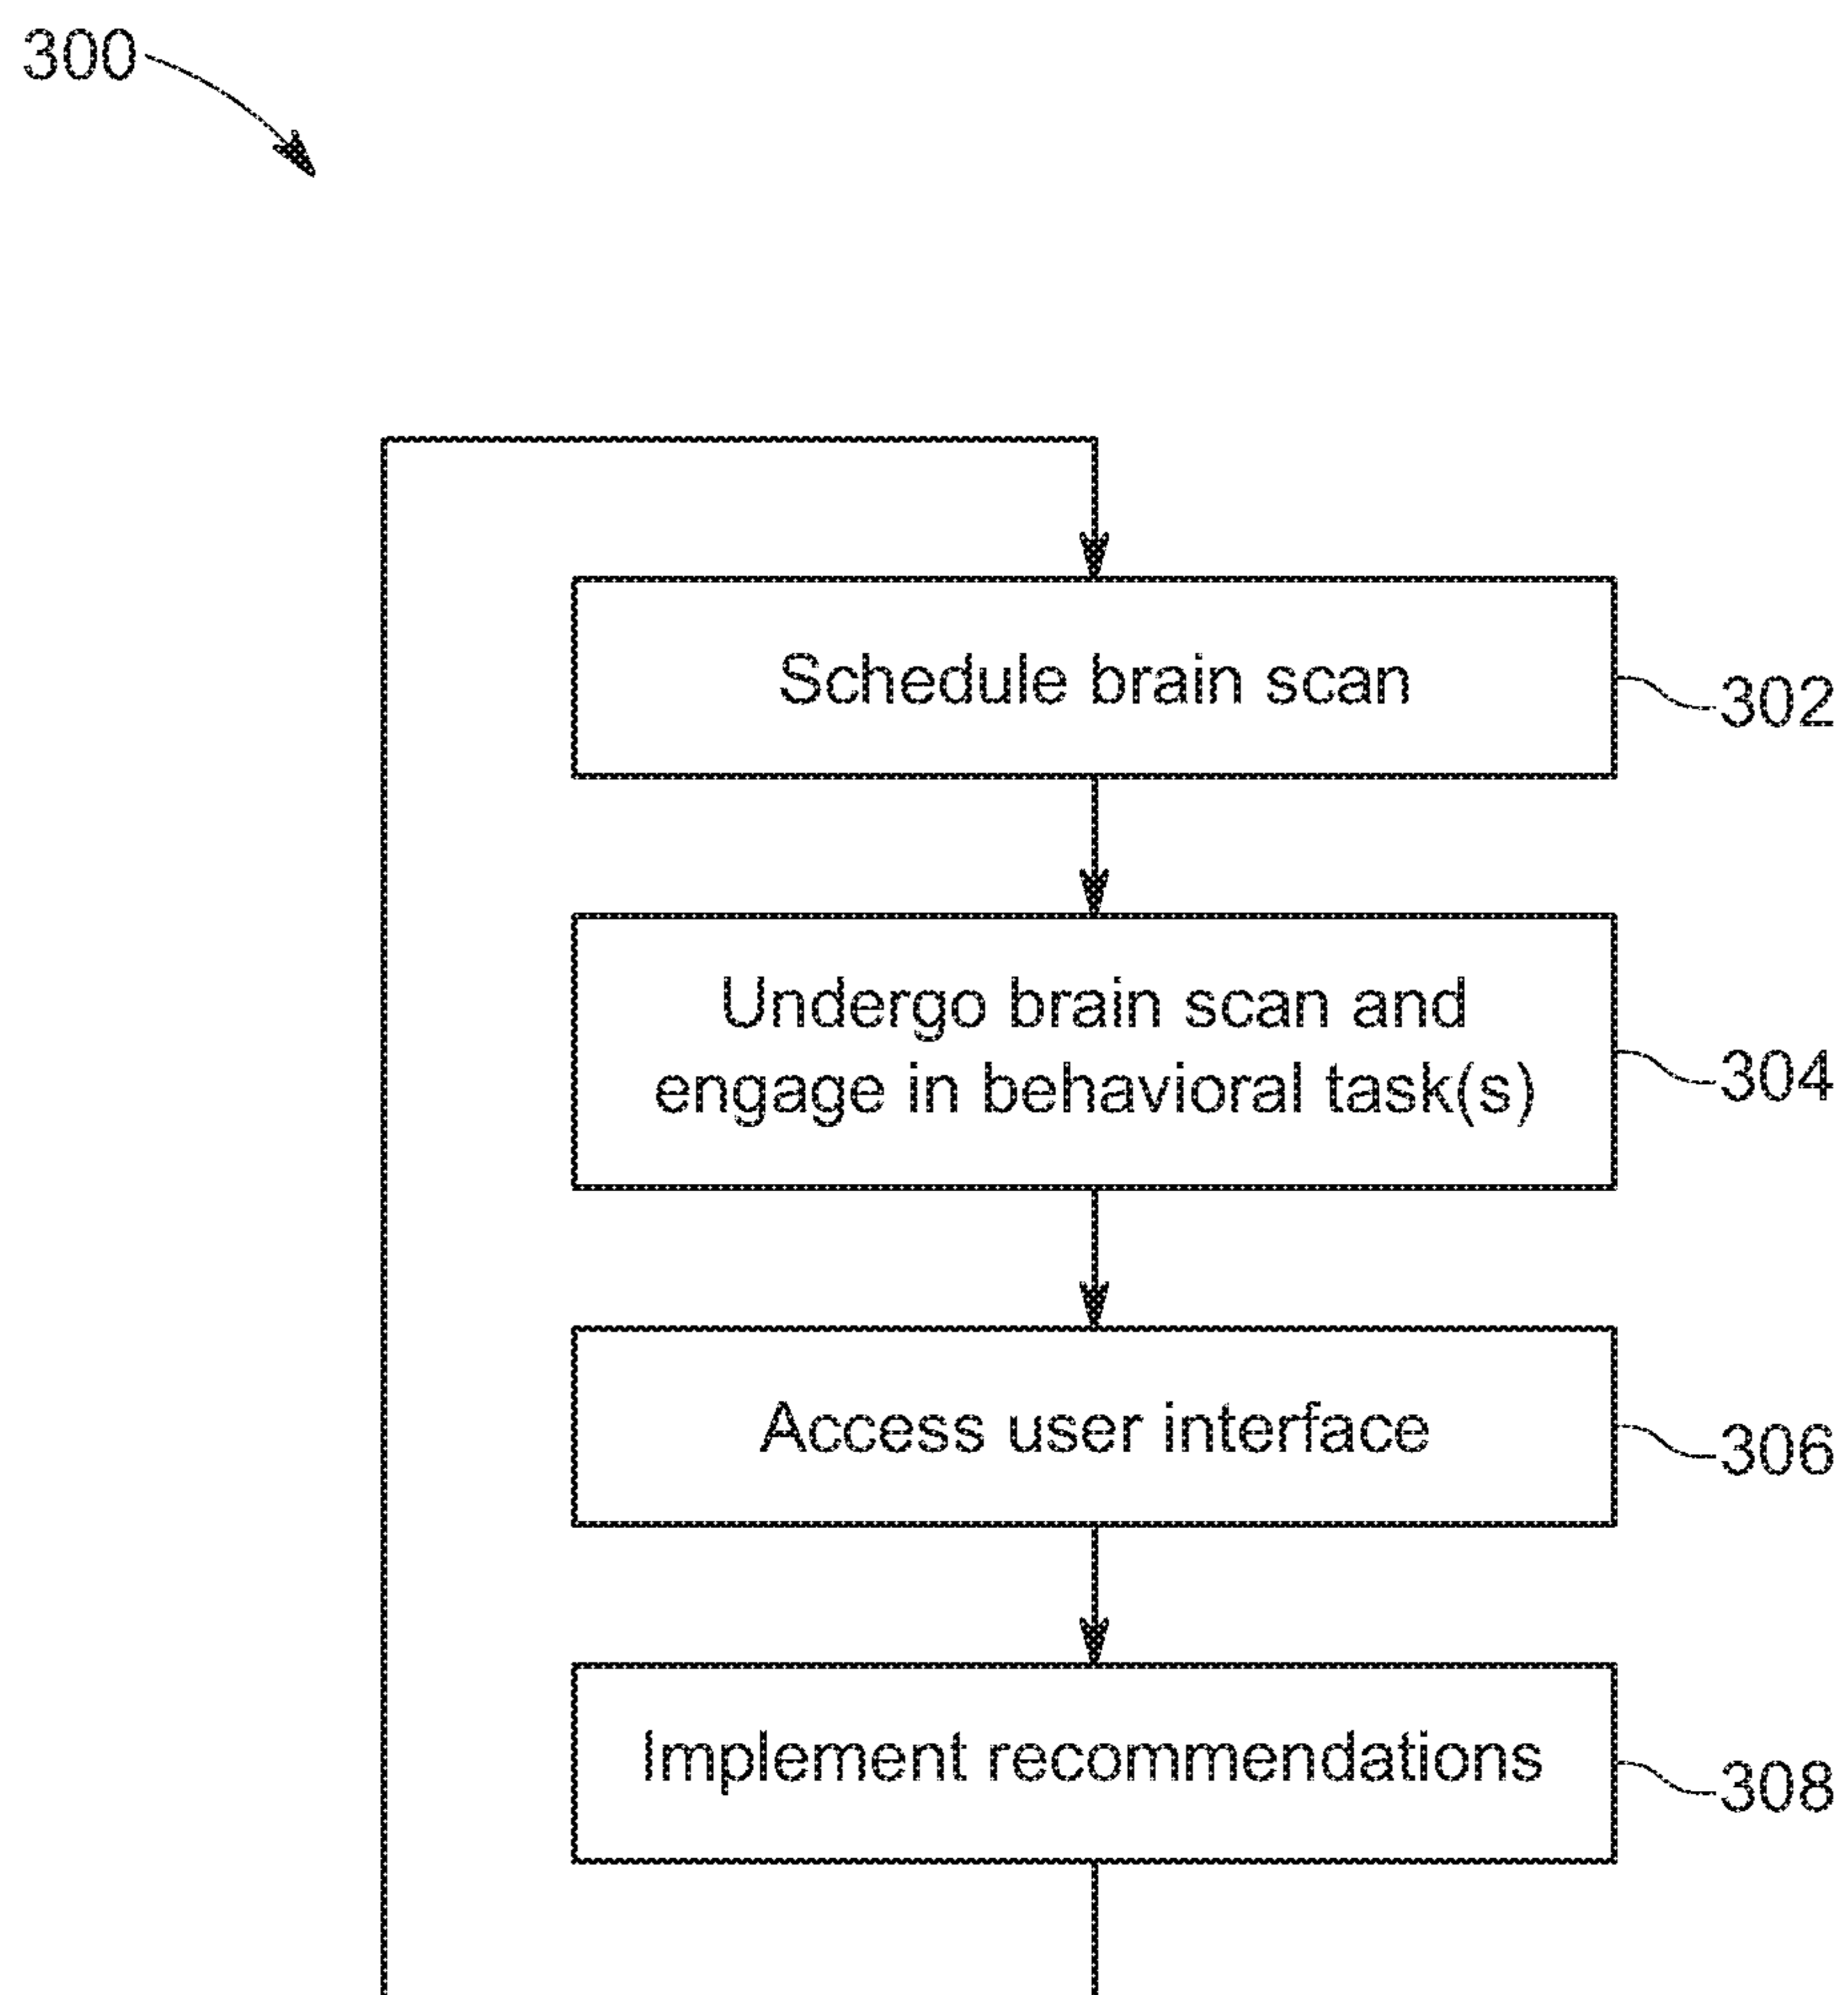 300
Schedule brain scan
302
Undergo brain scan and
engage in behavioral task(s)
304
Access user interface
306
Implement recommendations
308